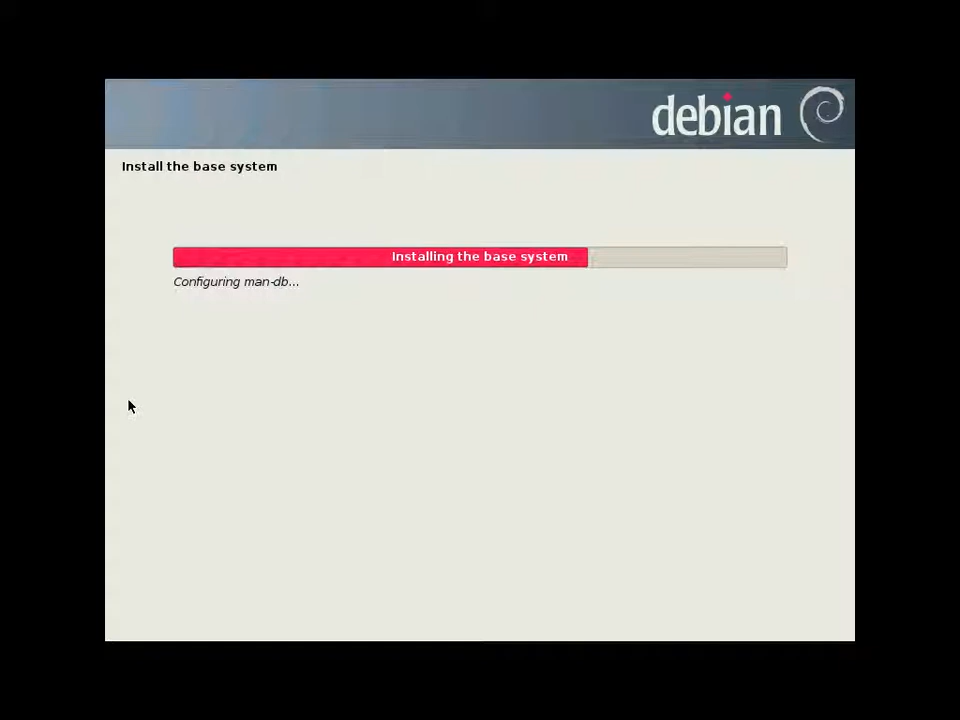 debian
Install the base system
Installing the base system
Configuring man-db...